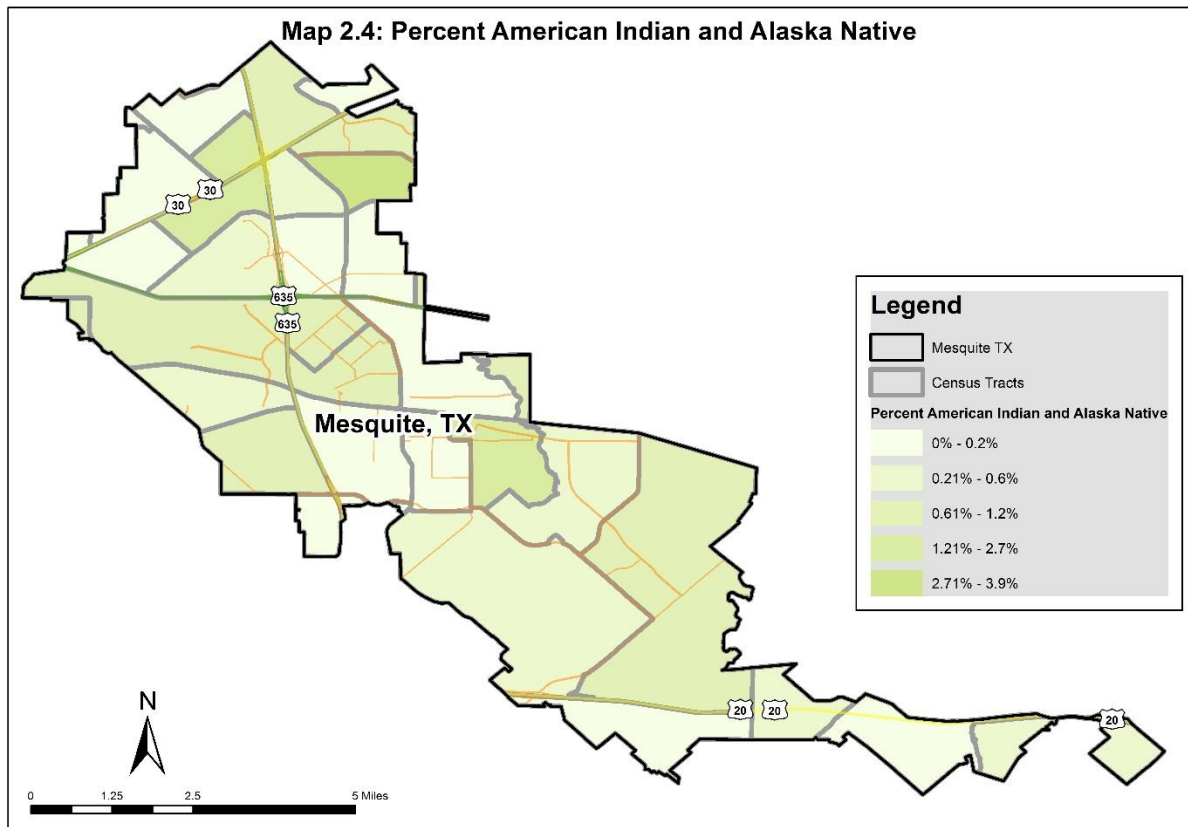 Map 2.4: Percent American Indian and Alaska Native
30
30
635
635
Mesquite, TX
Legend
Mesquite TX
Census Tracts
Percent American Indian and Alaska Native
0% - 0.2%
0.21% - 0.6%
0.61% - 1.2%
1.21% - 2.7%
2.71% - 3.9%
20
20
20
N
0 1.25 2.5 5 Miles